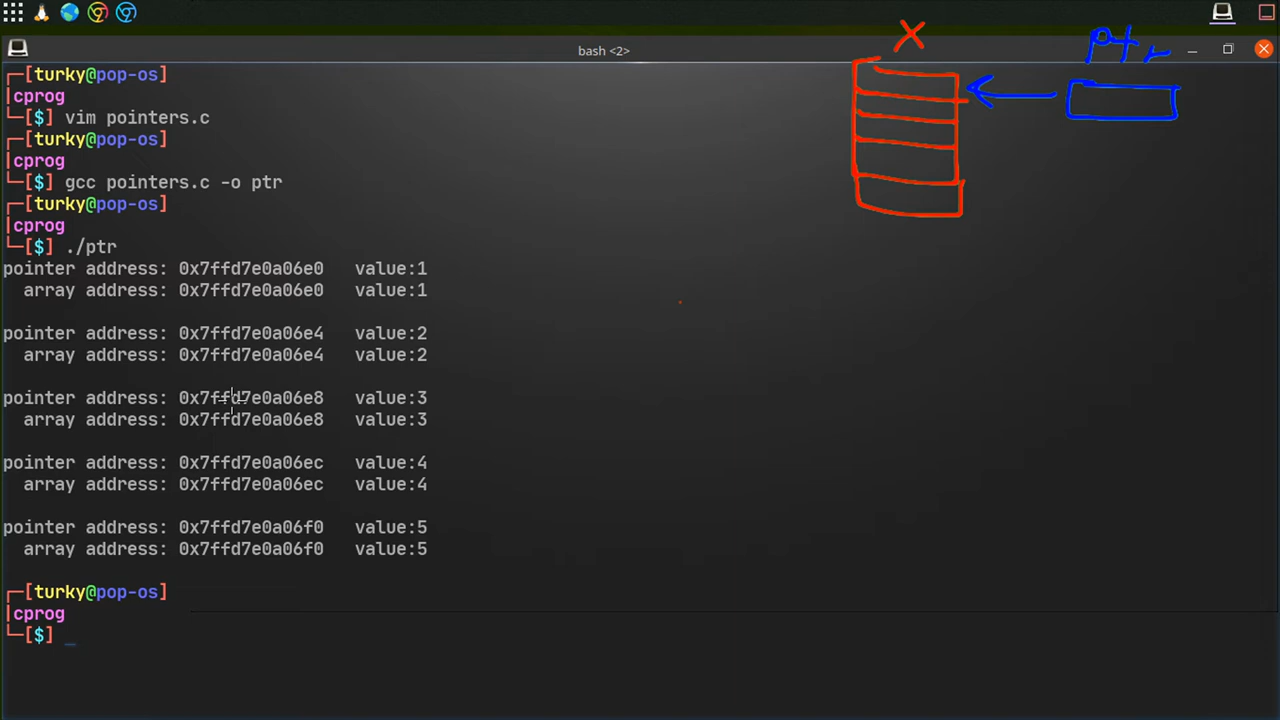 bash <2>
X
ptr
┌─[turky@pop-os]
|cprog
└─[$] vim pointers.c
┌─[turky@pop-os]
|cprog
└─[$] gcc pointers.c -o ptr
┌─[turky@pop-os]
|cprog
└─[$] ./ptr
pointer address: 0x7ffd7e0a06e0   value:1
  array address: 0x7ffd7e0a06e0   value:1
pointer address: 0x7ffd7e0a06e4   value:2
  array address: 0x7ffd7e0a06e4   value:2
pointer address: 0x7ffd7e0a06e8   value:3
  array address: 0x7ffd7e0a06e8   value:3
pointer address: 0x7ffd7e0a06ec   value:4
  array address: 0x7ffd7e0a06ec   value:4
pointer address: 0x7ffd7e0a06f0   value:5
  array address: 0x7ffd7e0a06f0   value:5
┌─[turky@pop-os]
|cprog
└─[$] _